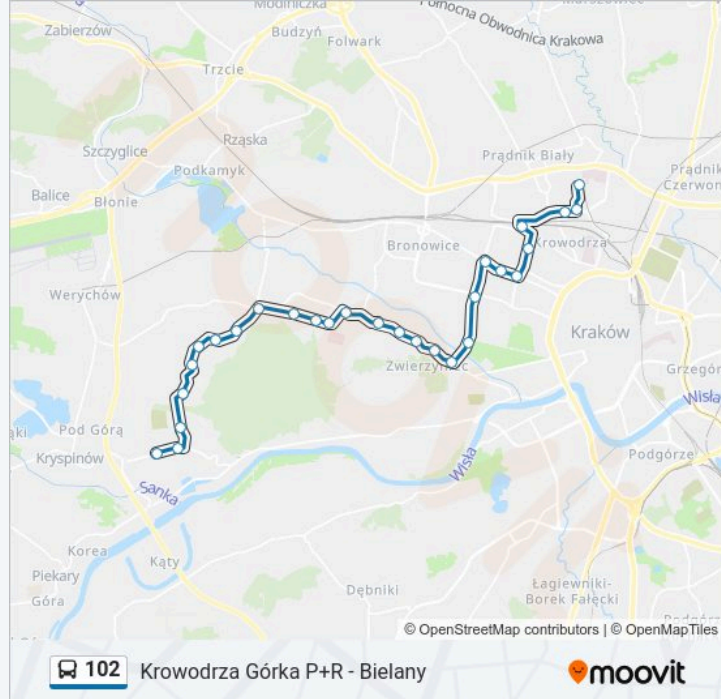 Modlniczka
Północna Obwodnica Krakowa
Zabierzów
Budzyń
Folwark
Trzcie
Rząska
Szczyglice
Prądnik Biały
Podkamyk
Prądnik
Czerwon
Balice
Błonie
Bronowice
Krowodrza
Werychów
Kraków
Zwierzyniec
Grzegór
Wisła
Pod Górą
Podgórze
Kryspinów
Wisła
Sanka
Korea
Kąty
Piekary
Góra
Dębniki
Łagiewniki-
Borek Fałęcki
© OpenStreetMap contributors | © OpenMapTiles
102 Krowodrza Górka P+R - Bielany
moovit